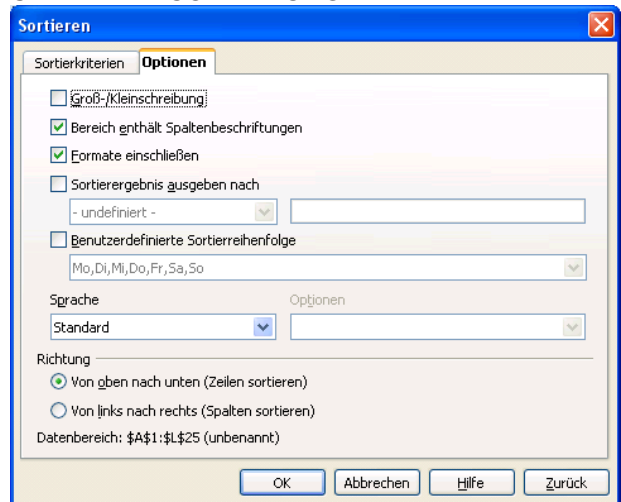 Sortieren
Sortierkriterien Optionen
Groß-/Kleinschreibung
Bereich enthält Spaltenbeschriftungen
Formate einschließen
Sortierergebnis ausgeben nach
- undefiniert -
Benutzerdefinierte Sortierreihenfolge
Mo,Di,Mi,Do,Fr,Sa,So
Sprache Optionen
Standard
Richtung
Von oben nach unten (Zeilen sortieren)
Von links nach rechts (Spalten sortieren)
Datenbereich: $A$1:$L$25 (unbenannt)
OK Abbrechen Hilfe Zurück